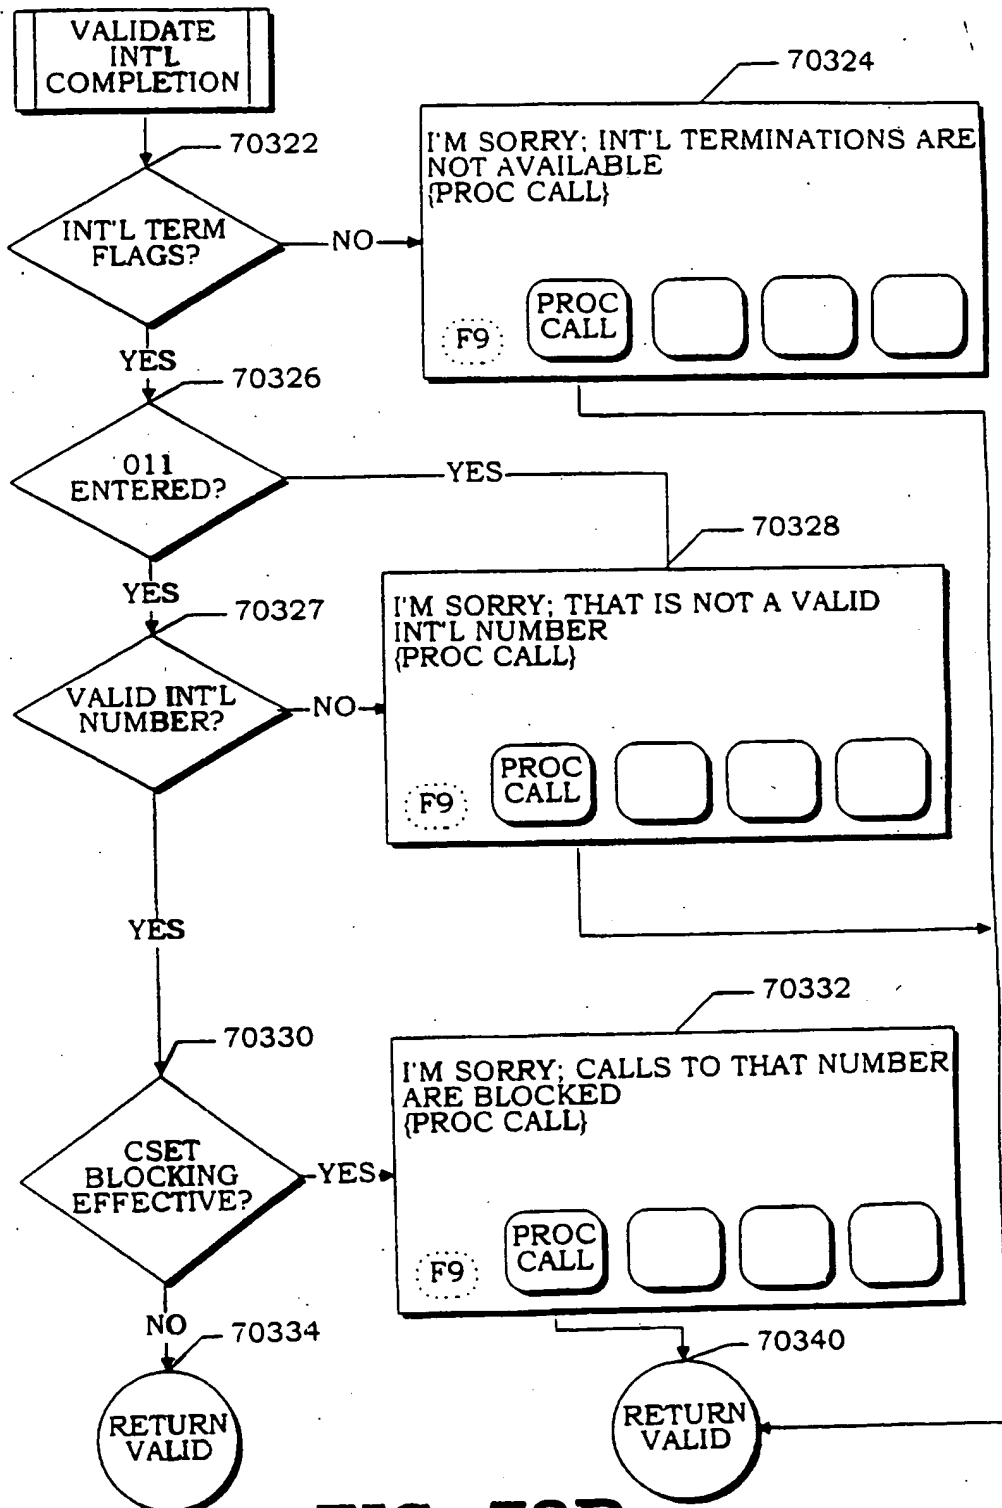 VALIDATE
INT'L
COMPLETION
70324
70322
I'M SORY; INT'L TERMINATIONS ARE
NOT AVAILABLE
{PROC CALL}
INT'L TERM
FLAGS?
NO
PROC
CALL
F9
YES
70326
011
ENTERED?
YES
70328
YES
70327
I'M SORRY; THAT IS NOT A VALID
INT'L NUMBER
{PROC CALL}
VALID INT'L
NUMBER?
NO
PROC
CALL
F9
YES
70332
70330
I'M SORRY; CALLS TO THAT NUMBER
ARE BLOCKED
{PROC CALL}
CSET
BLOCKING
EFFECTIVE?
YES
PROC
CALL
F9
NO
70334
70340
RETURN
VALID
RETURN
VALID